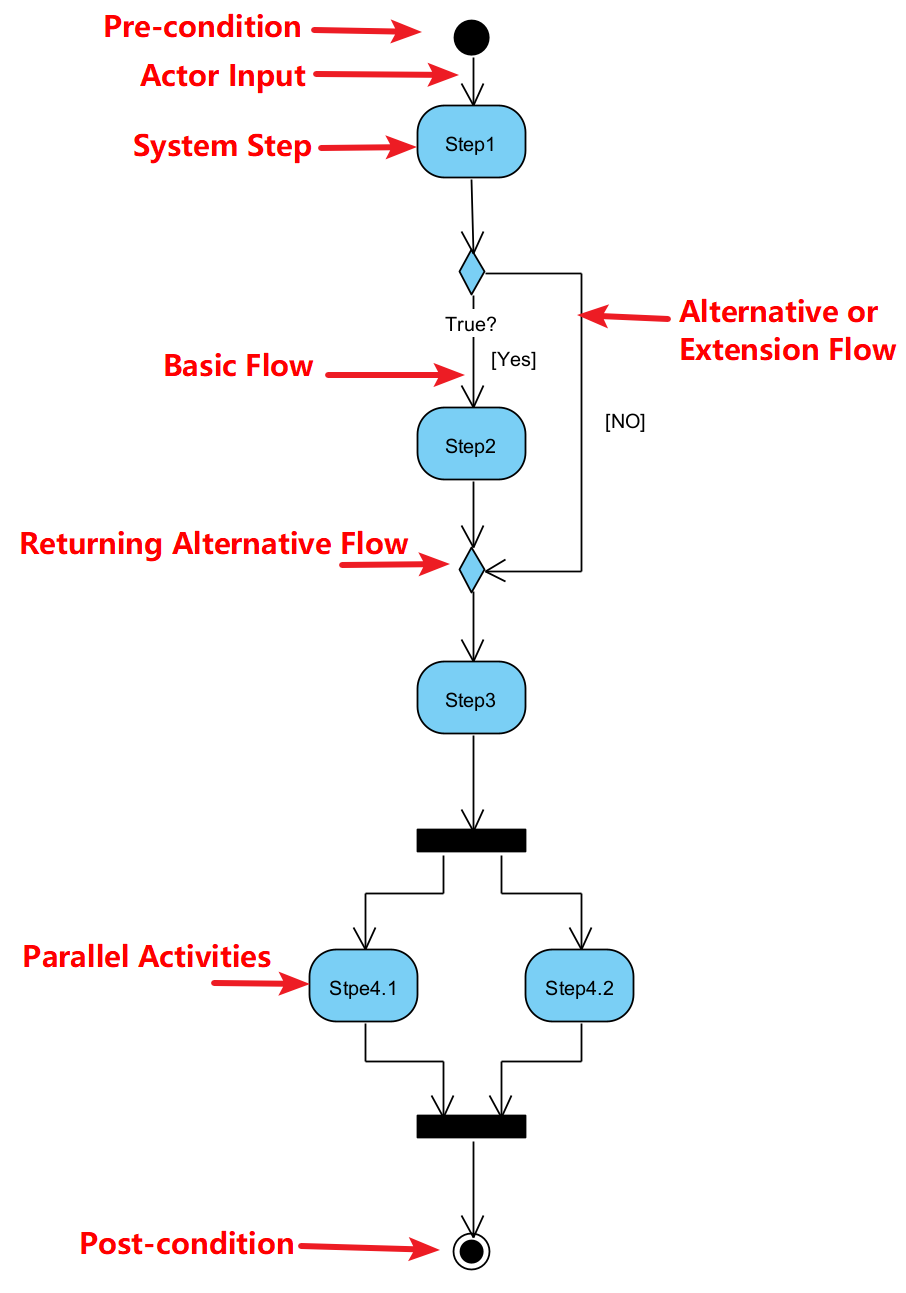 Pre-condition
Actor Input
System Step
Step1
True?
[Yes]
Alternative or
Extension Flow
Basic Flow
[NO]
Step2
Returning Alternative Flow
Step3
Parallel Activities
Stpe4.1
Step4.2
Post-condition